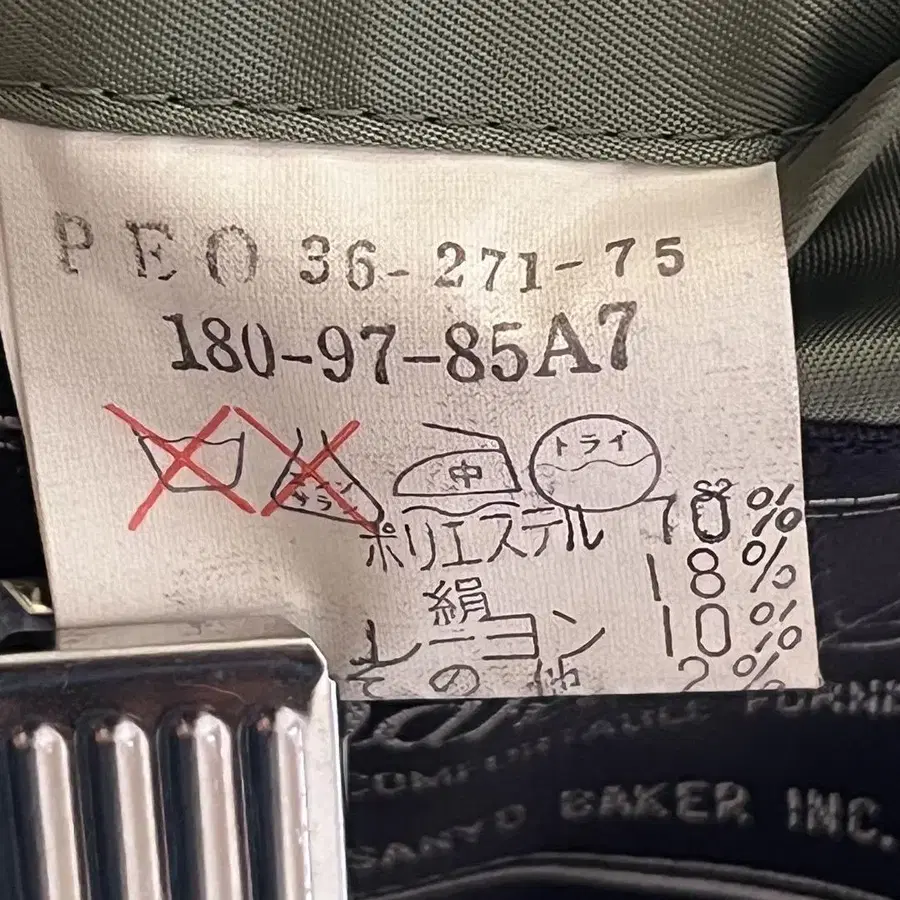 PEO 36-271-75
180-97-85A7
中
ドライ
ポリエステル 70%
絹 18%
レーヨン 10%
その他 2%
COMFORTABLE
SANYO BAKER INC.